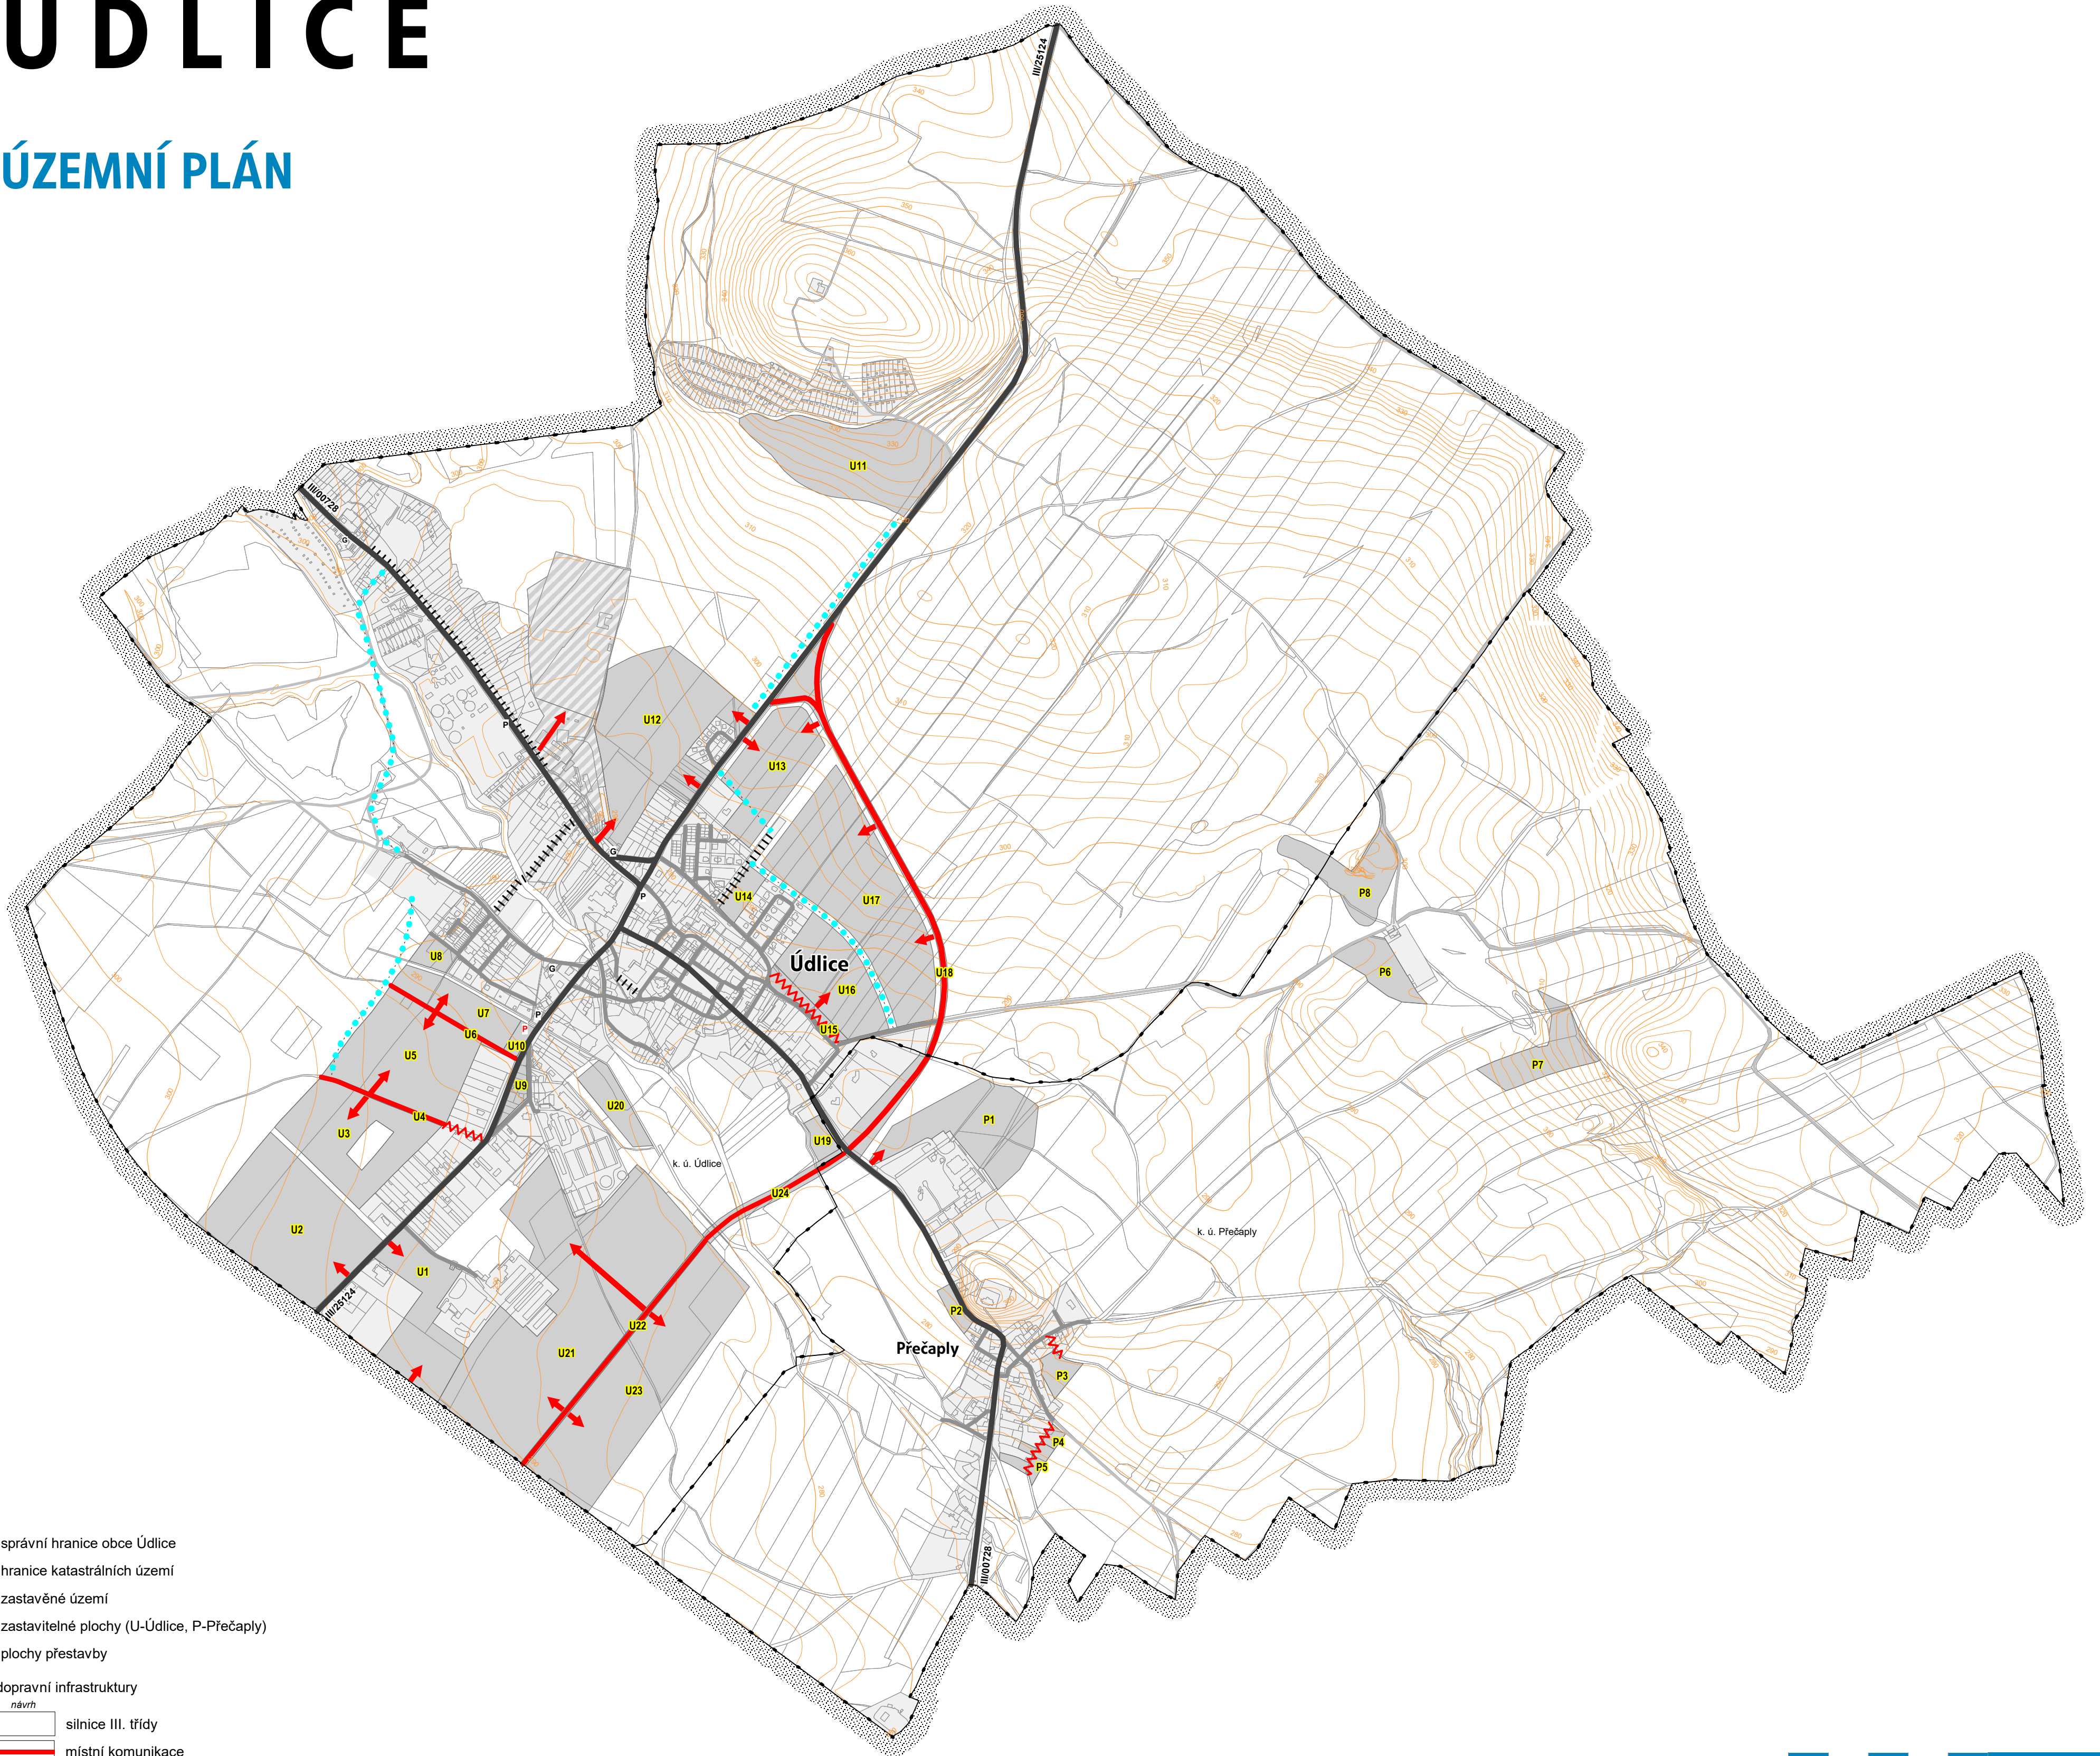 ÚDLICE
ÚZEMNÍ PLÁN
III/25124
III/00728
G
P
U11
U12
U13
U14
U17
U18
Údlice
U16
U15
G
P
G
P
P
U8
U7
U6
U10
U5
U9
U4
U3
U20
U19
U2
U1
III/25124
k. ú. Údlice
U24
U22
U21
U23
P8
P6
P7
P1
k. ú. Přečaply
P2
Přečaply
P3
P4
P5
III/00728
správní hranice obce Údlice
hranice katastrálních území
zastavěné území
zastavitelné plochy (U-Údlice, P-Přečaply)
plochy přestavby
dopravní infrastruktury
návrh
silnice III. třídy
místní komunikace